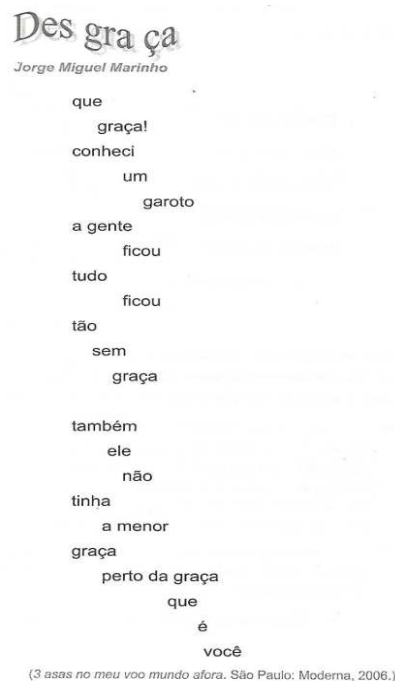 Des gra ça
Jorge Miguel Marinho
que
graça!
conheci
um
garoto
a gente
ficou
tudo
ficou
tão
sem
graça
também
ele
não
tinha
a menor
graça
perto da graça
que
é
você
(3 asas no meu voo mundo afora. São Paulo: Moderna, 2006.)